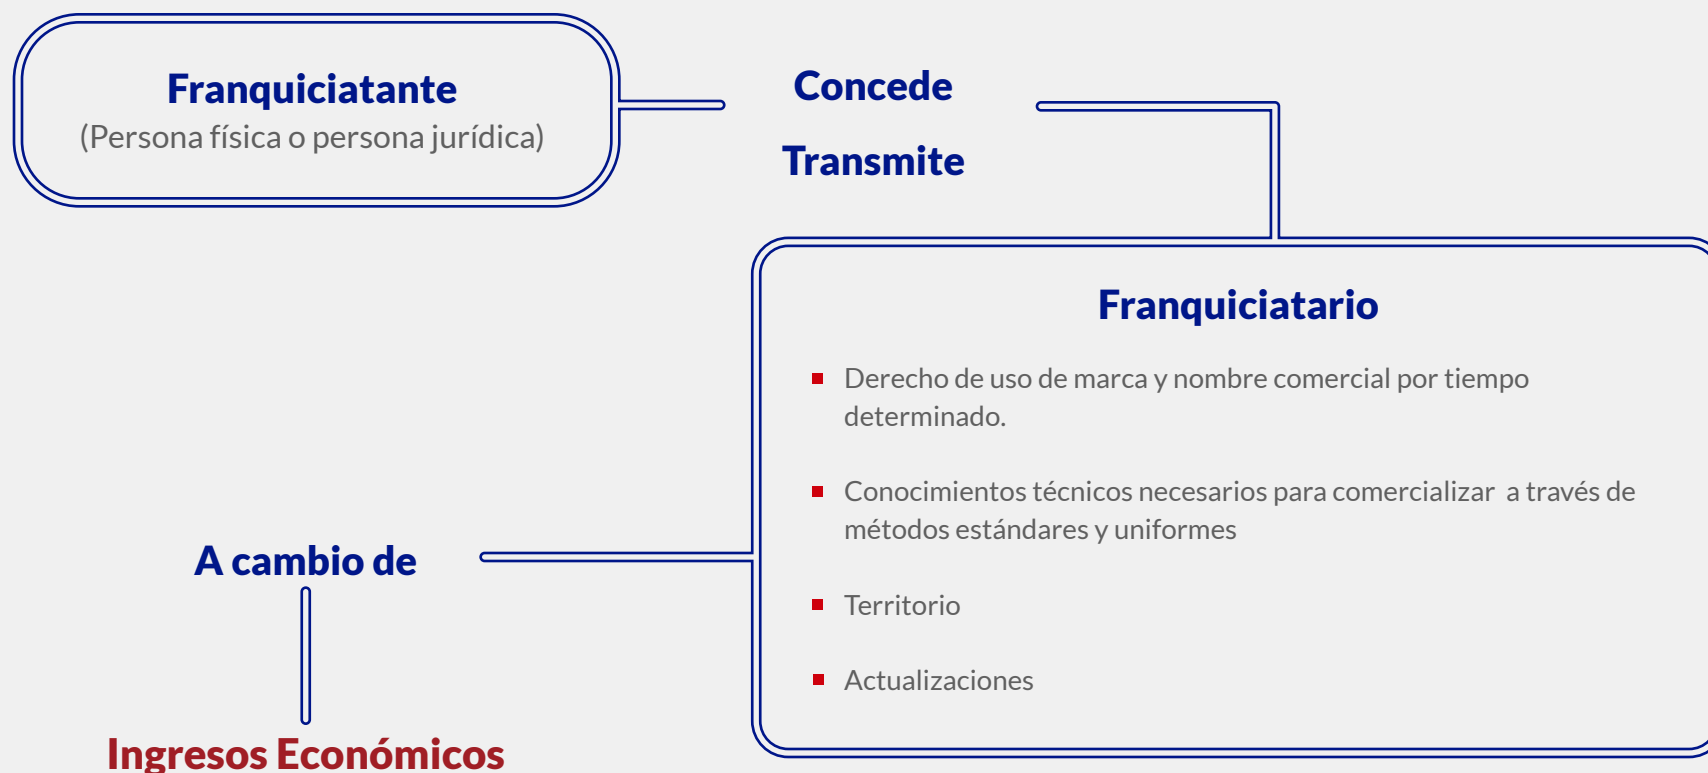 Franquiciatante
(Persona física o persona jurídica)
Concede
Transmite
Franquiciatario
Derecho de uso de marca y nombre comercial por tiempo
determinado.
Conocimientos técnicos necesarios para comercializar a través de
métodos estándares y uniformes
Territorio
Actualizaciones
A cambio de
Ingresos Económicos